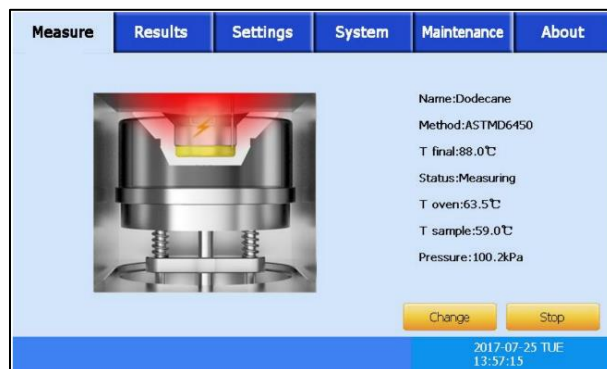 Measure Results Settings System Maintenance About
Name:Dodecane
Method:ASTMD6450
T final:88.0℃
Status:Measuring
T oven:63.5℃
T sample:59.0℃
Pressure:100.2kPa
Change Stop
2017-07-25 TUE
13:57:15